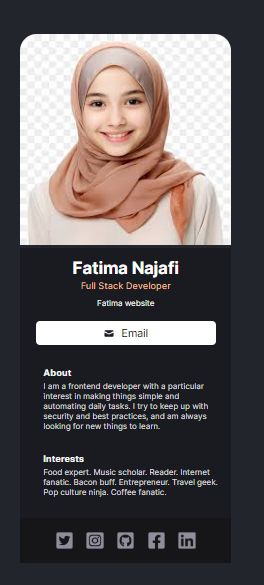 Fatima Najafi
Full Stack Developer
Fatima website
Email
About
I am a frontend developer with a particular
interest in making things simple and
automating daily tasks. I try to keep up with
security and best practices, and am always
looking for new things to learn.
Interests
Food expert. Music scholar. Reader. Internet
fanatic. Bacon buff. Entrepreneur. Travel geek.
Pop culture ninja. Coffee fanatic.